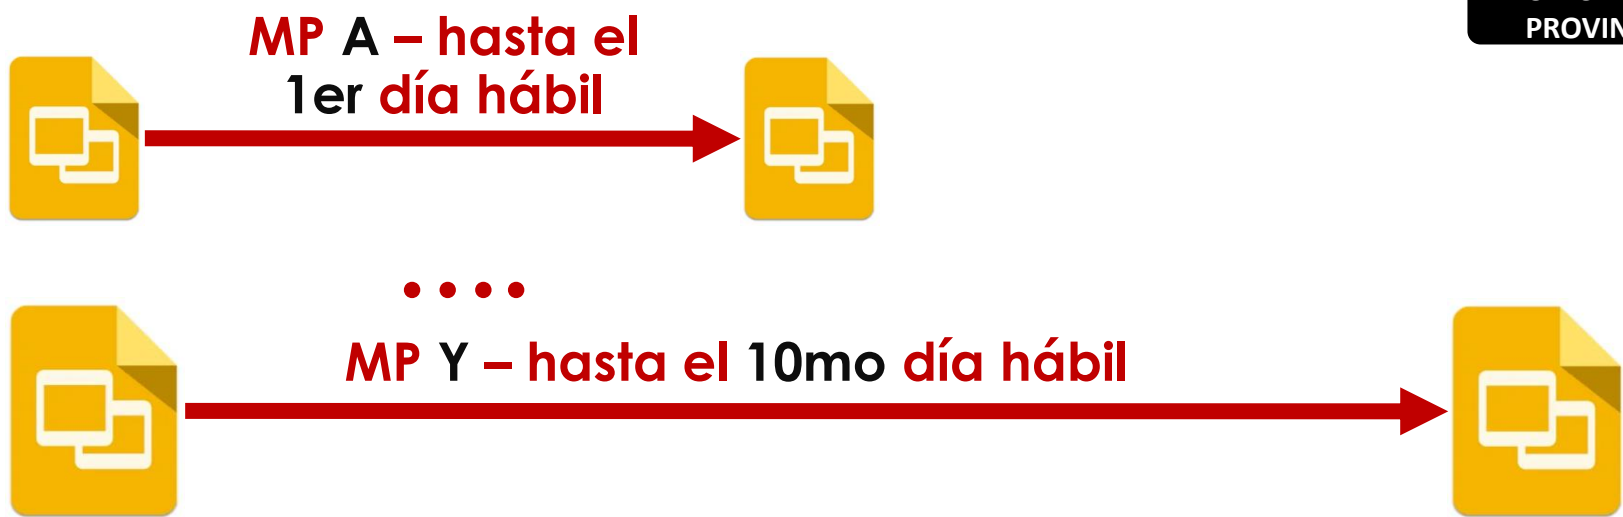 PROVIN
MP A – hasta el
1er día hábil
....
MP Y – hasta el 10mo día hábil